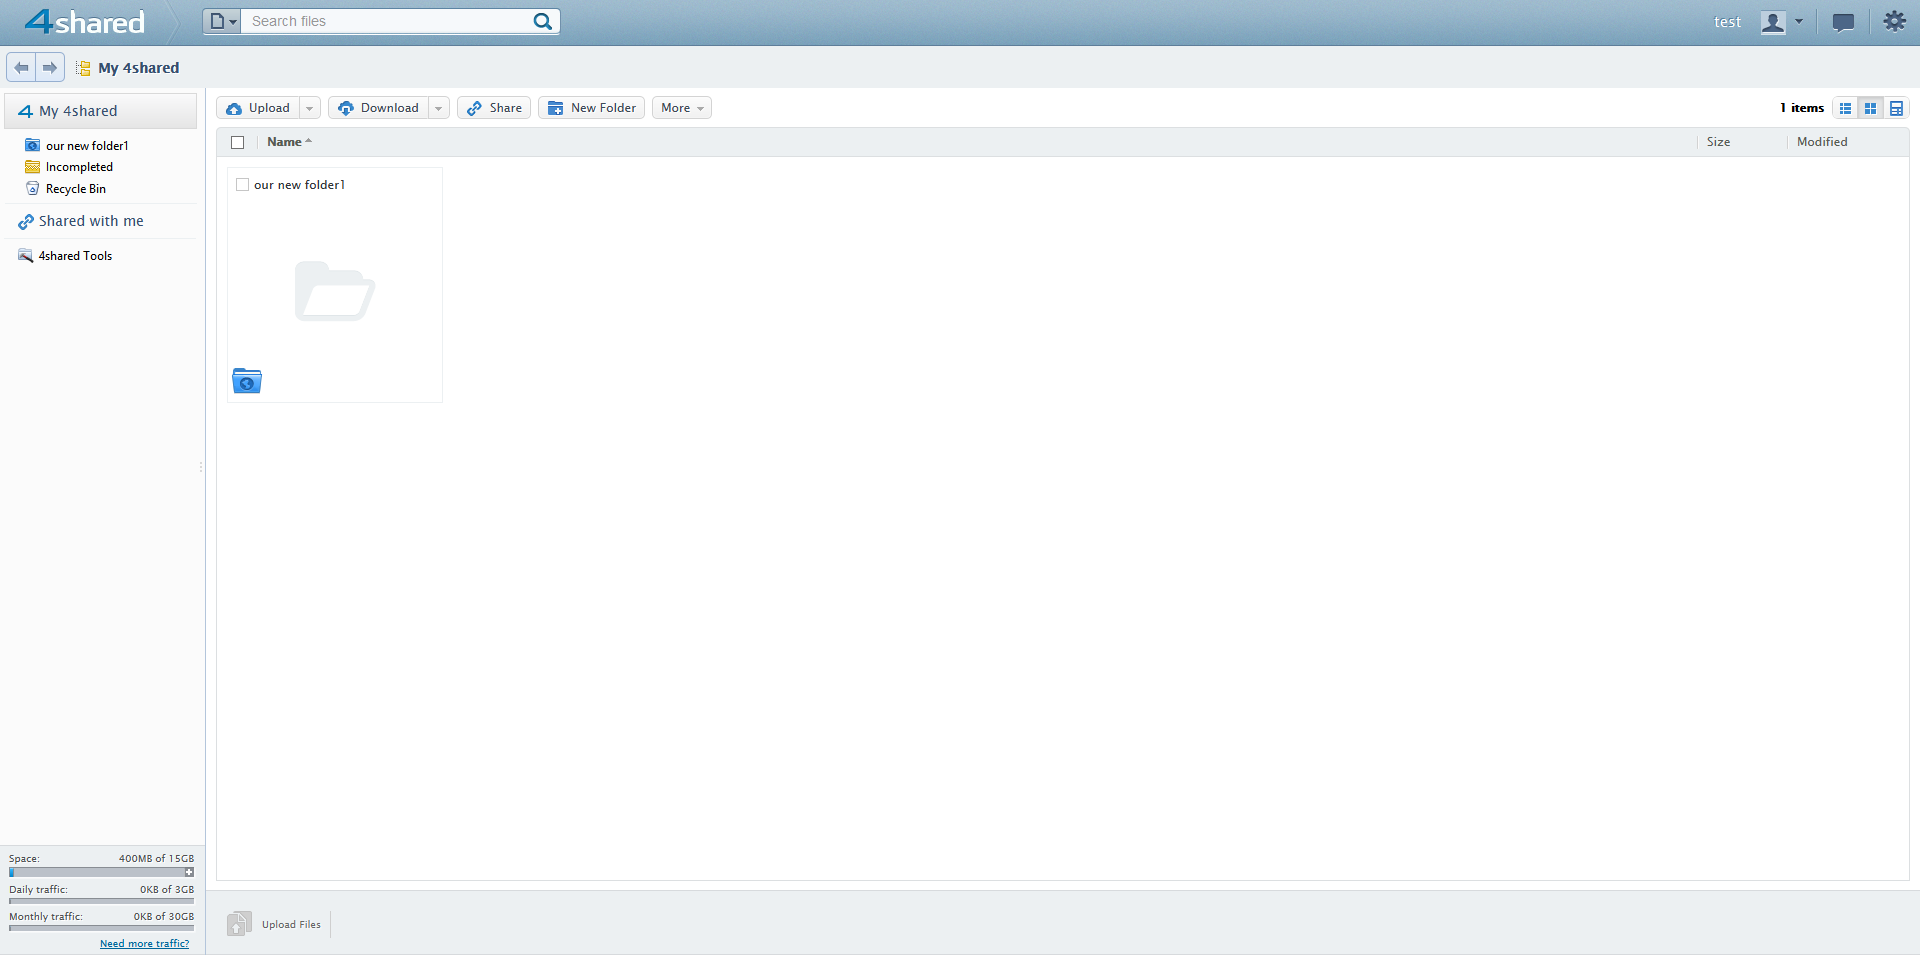 4shared
Search files
test
My 4shared
My 4shared
our new folder1
Incompleted
Recycle Bin
Shared with me
4shared Tools
Upload
Download
Share
New Folder
More
1 items
Name
Size
Modified
our new folder1
Space: 400MB of 15GB
Daily traffic: 0KB of 3GB
Monthly traffic: 0KB of 30GB
Need more traffic?
Upload Files